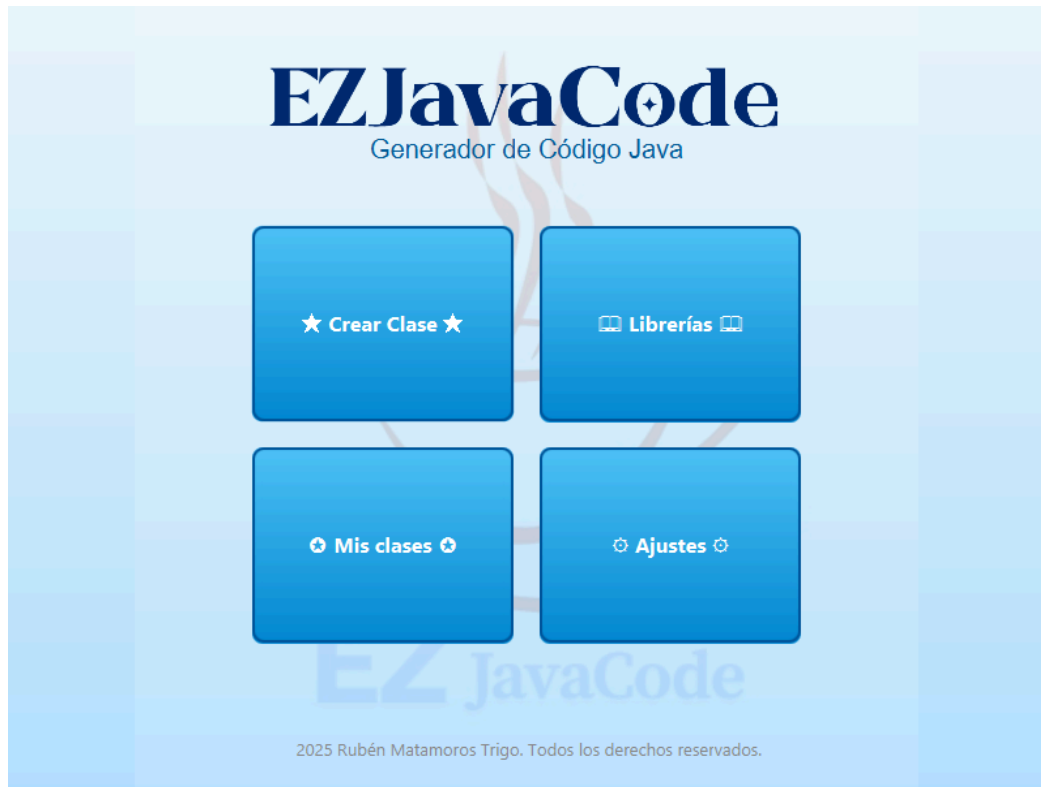 EZJavaCode
Generador de Código Java
★ Crear Clase ★
🕮 Librerías 🕮
✪ Mis clases ✪
⚙ Ajustes ⚙
EZ JavaCode
2025 Rubén Matamoros Trigo. Todos los derechos reservados.